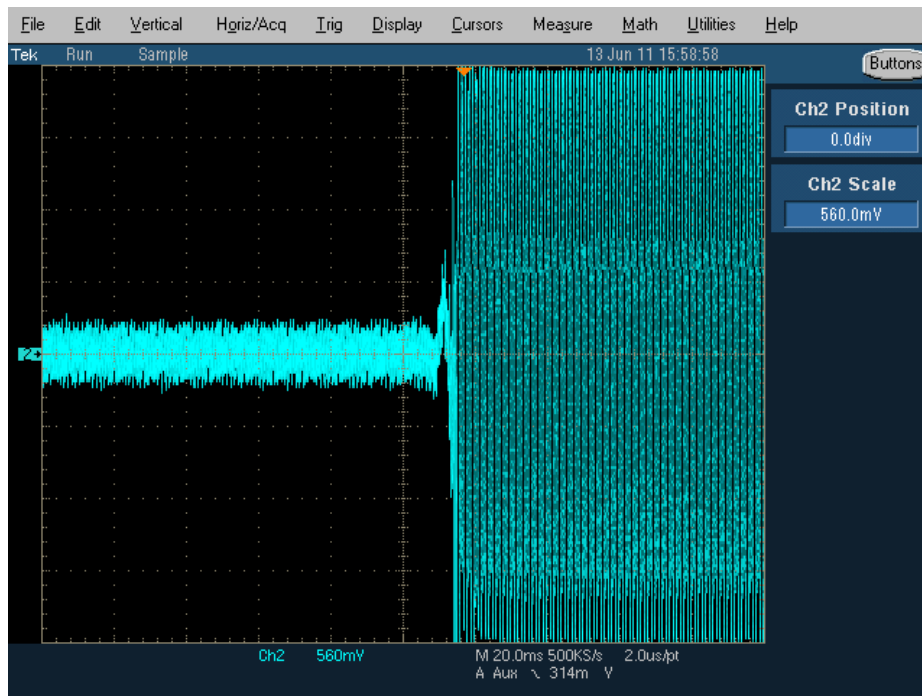 File Edit Vertical Horiz/Acq Trig Display Cursors Measure Math Utilities Help
Tek Run Sample 13 Jun 11 15:58:58
Buttons
Ch2 Position
0.0div
Ch2 Scale
560.0mV
2
Ch2 560mV M 20.0ms 500KS/s 2.0us/pt
A Aux \ 314m V